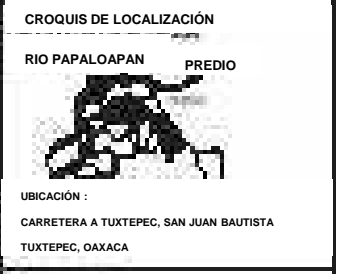 CROQUIS DE LOCALIZACIÓN
RIO PAPALOAPAN
PREDIO
UBICACIÓN :
CARRETERA A TUXTEPEC, SAN JUAN BAUTISTA
TUXTEPEC, OAXACA